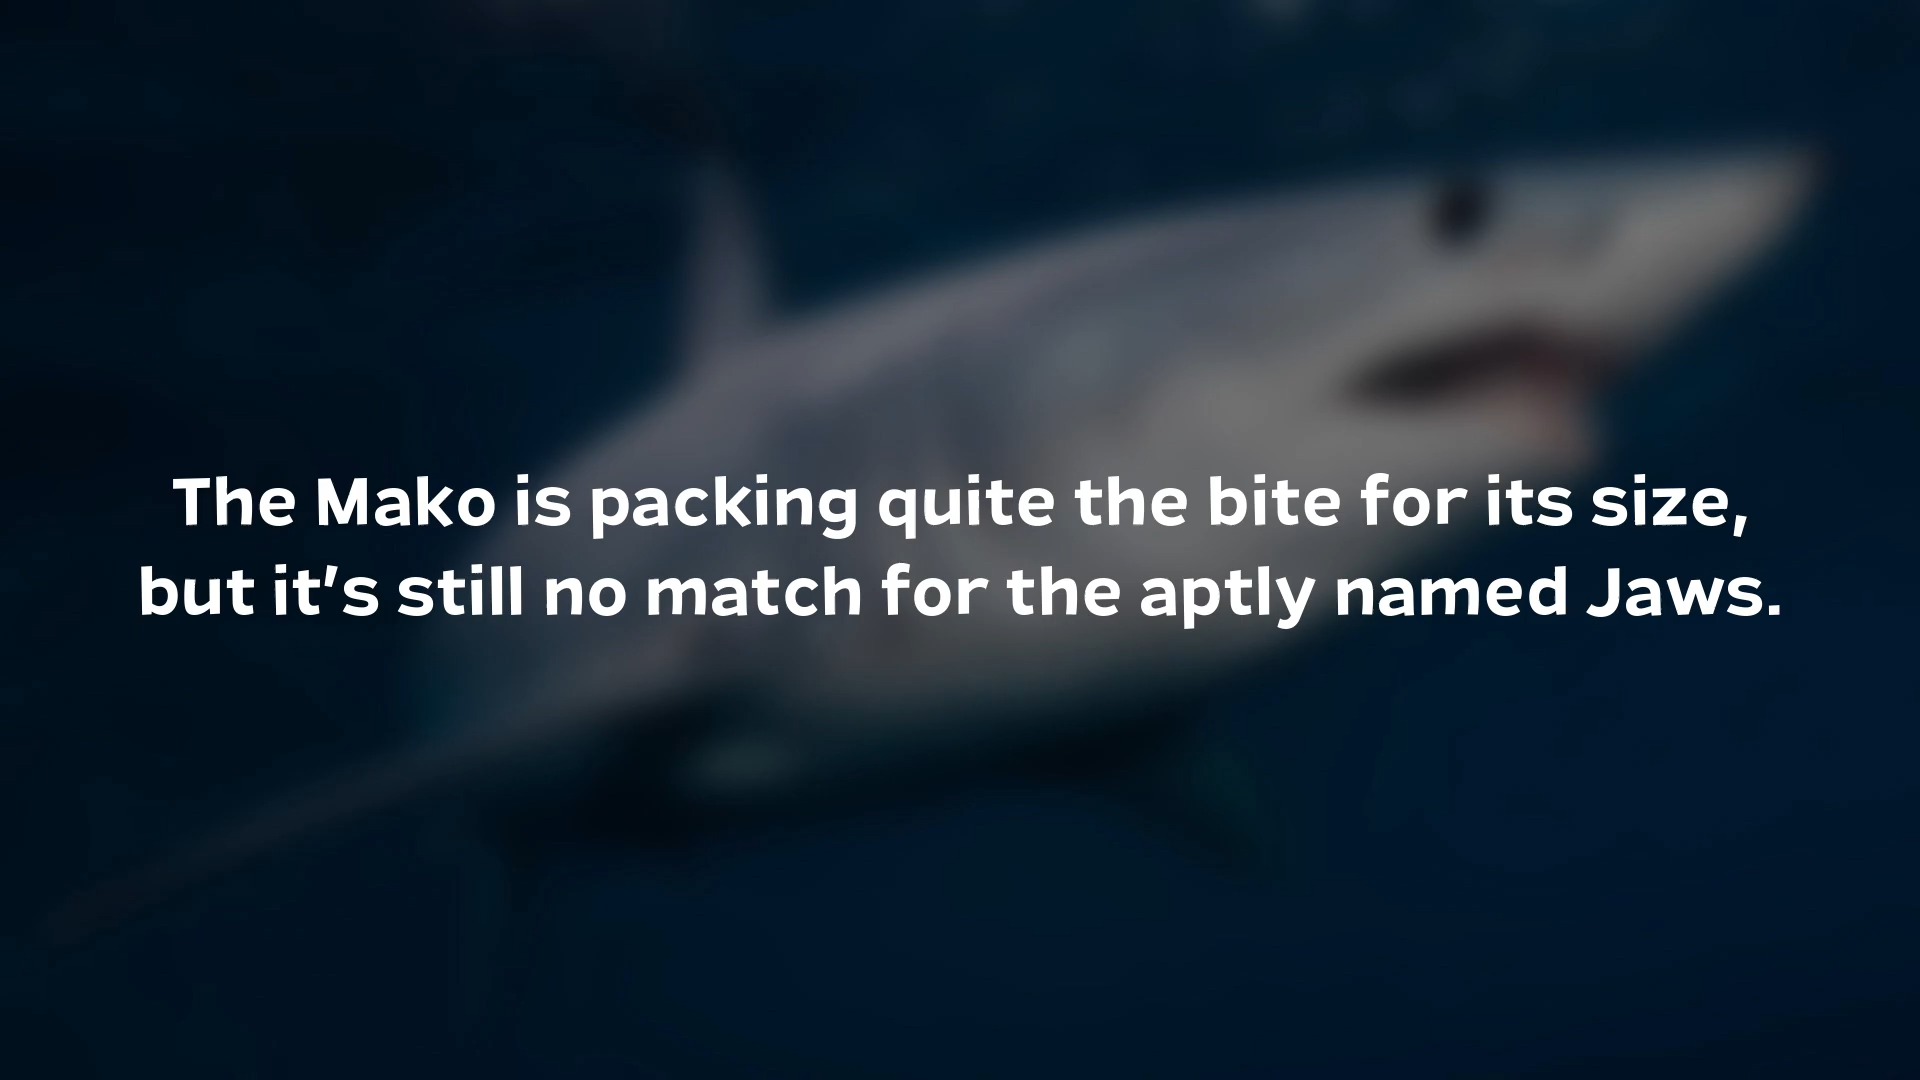 The Mako is packing quite the bite for its size,
but it's still no match for the aptly named Jaws.